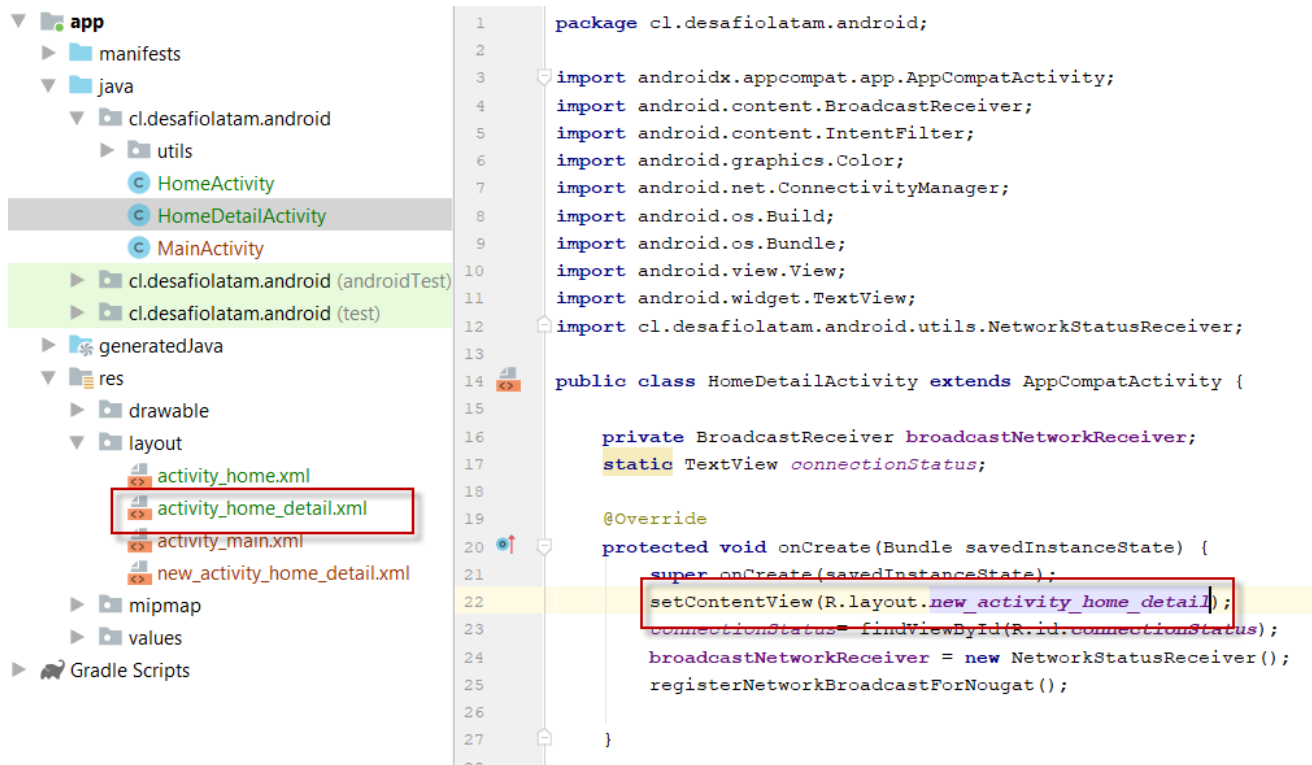 app
manifests
java
cl.desafiolatam.android
utils
HomeActivity
HomeDetailActivity
MainActivity
cl.desafiolatam.android (androidTest)
cl.desafiolatam.android (test)
generatedJava
res
drawable
layout
activity_home.xml
activity_home_detail.xml
activity_main.xml
new_activity_home_detail.xml
mipmap
values
Gradle Scripts
1 package cl.desafiolatam.android;
2
3 import androidx.appcompat.app.AppCompatActivity;
4 import android.content.BroadcastReceiver;
5 import android.content.IntentFilter;
6 import android.graphics.Color;
7 import android.net.ConnectivityManager;
8 import android.os.Build;
9 import android.os.Bundle;
10 import android.view.View;
11 import android.widget.TextView;
12 import cl.desafiolatam.android.utils.NetworkStatusReceiver;
13
14 public class HomeDetailActivity extends AppCompatActivity {
15
16 private BroadcastReceiver broadcastNetworkReceiver;
17 static TextView connectionStatus;
18
19 @Override
20 protected void onCreate(Bundle savedInstanceState) {
21 super.onCreate(savedInstanceState);
22 setContentView(R.layout.new_activity_home_detail);
23 connectionStatus= findViewById(R.id.connectionStatus);
24 broadcastNetworkReceiver = new NetworkStatusReceiver();
25 registerNetworkBroadcastForNougat();
26
27 }